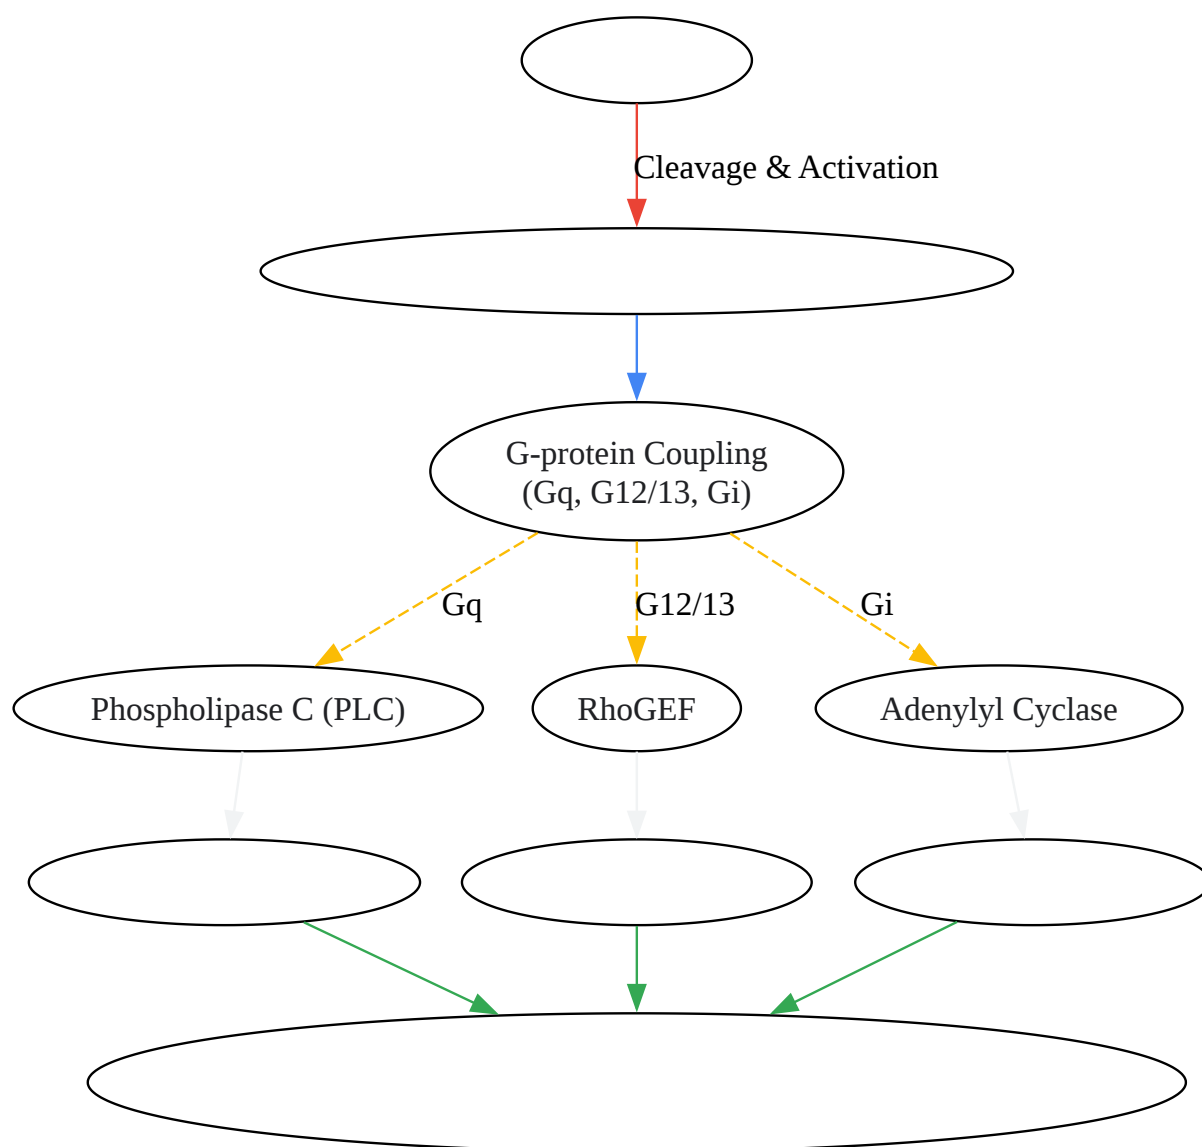 Cleavage & Activation
G-protein Coupling
(Gq, G12/13, Gi)
Gq
G12/13
Gi
Phospholipase C (PLC)
RhoGEF
Adenylyl Cyclase